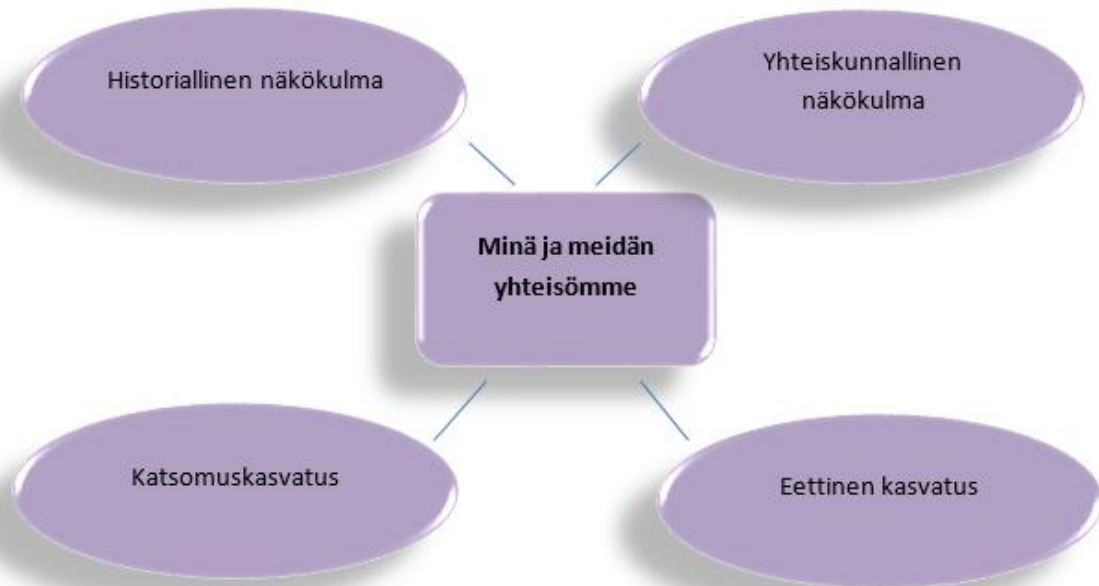 Historiallinen näkökulma
Yhteiskunnallinen
näkökulma
Minä ja meidän
yhteisömme
Katsomuskasvatus
Eettinen kasvatus